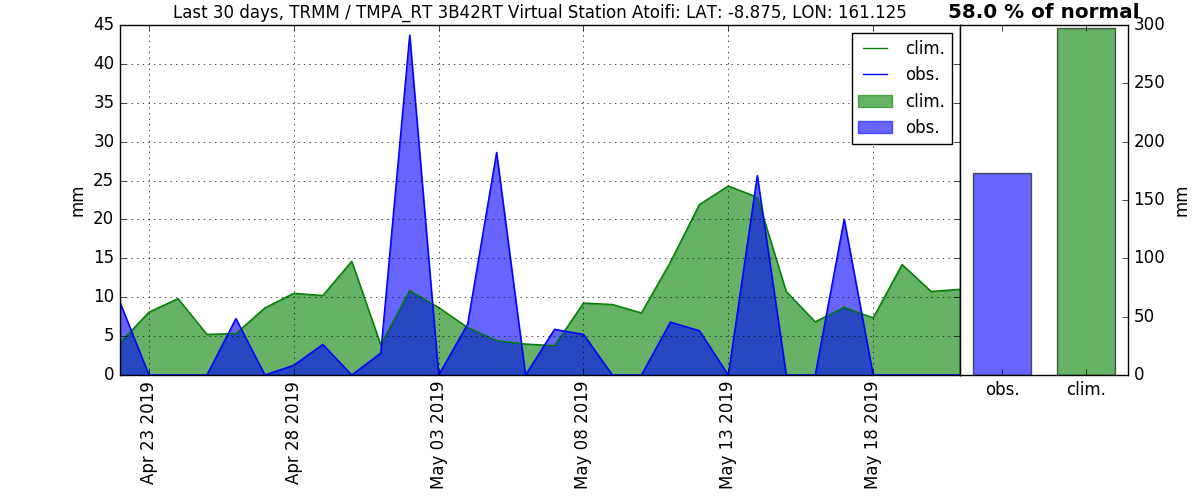 Last 30 days, TRMM / TMPA_RT 3B42RT Virtual Station Atoifi: LAT: -8.875, LON: 161.125
58.0 % of normal
mm
45
40
35
30
25
20
15
10
5
0
clim.
obs.
clim.
obs.
Apr 23 2019
Apr 28 2019
May 03 2019
May 08 2019
May 13 2019
May 18 2019
300
250
200
150
100
50
0
mm
obs.
clim.